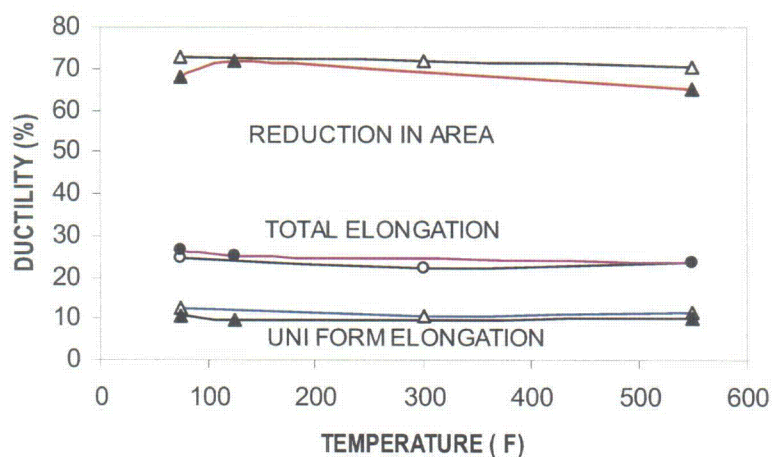 80
70
60
50
40
30
20
10
0
DUCTILITY (%)
REDUCTION IN AREA
TOTAL ELONGATION
UNI FORM ELONGATION
0 100 200 300 400 500 600
TEMPERATURE ( F)